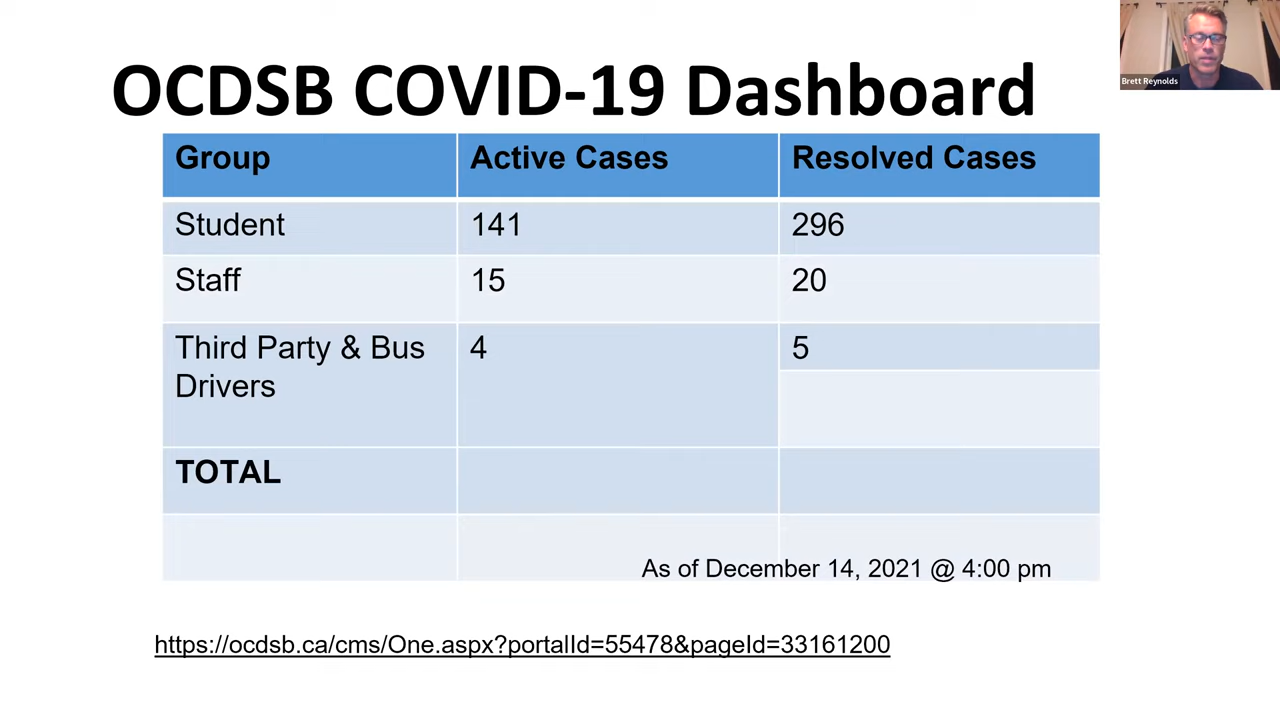 OCDSB COVID-19 Dashboard
Brett Reynolds
Group Active Cases Resolved Cases
Student 141 296
Staff 15 20
Third Party & Bus 4 5
Drivers
TOTAL
As of December 14, 2021 @ 4:00 pm
https://ocdsb.ca/cms/One.aspx?portalId=55478&pageId=33161200